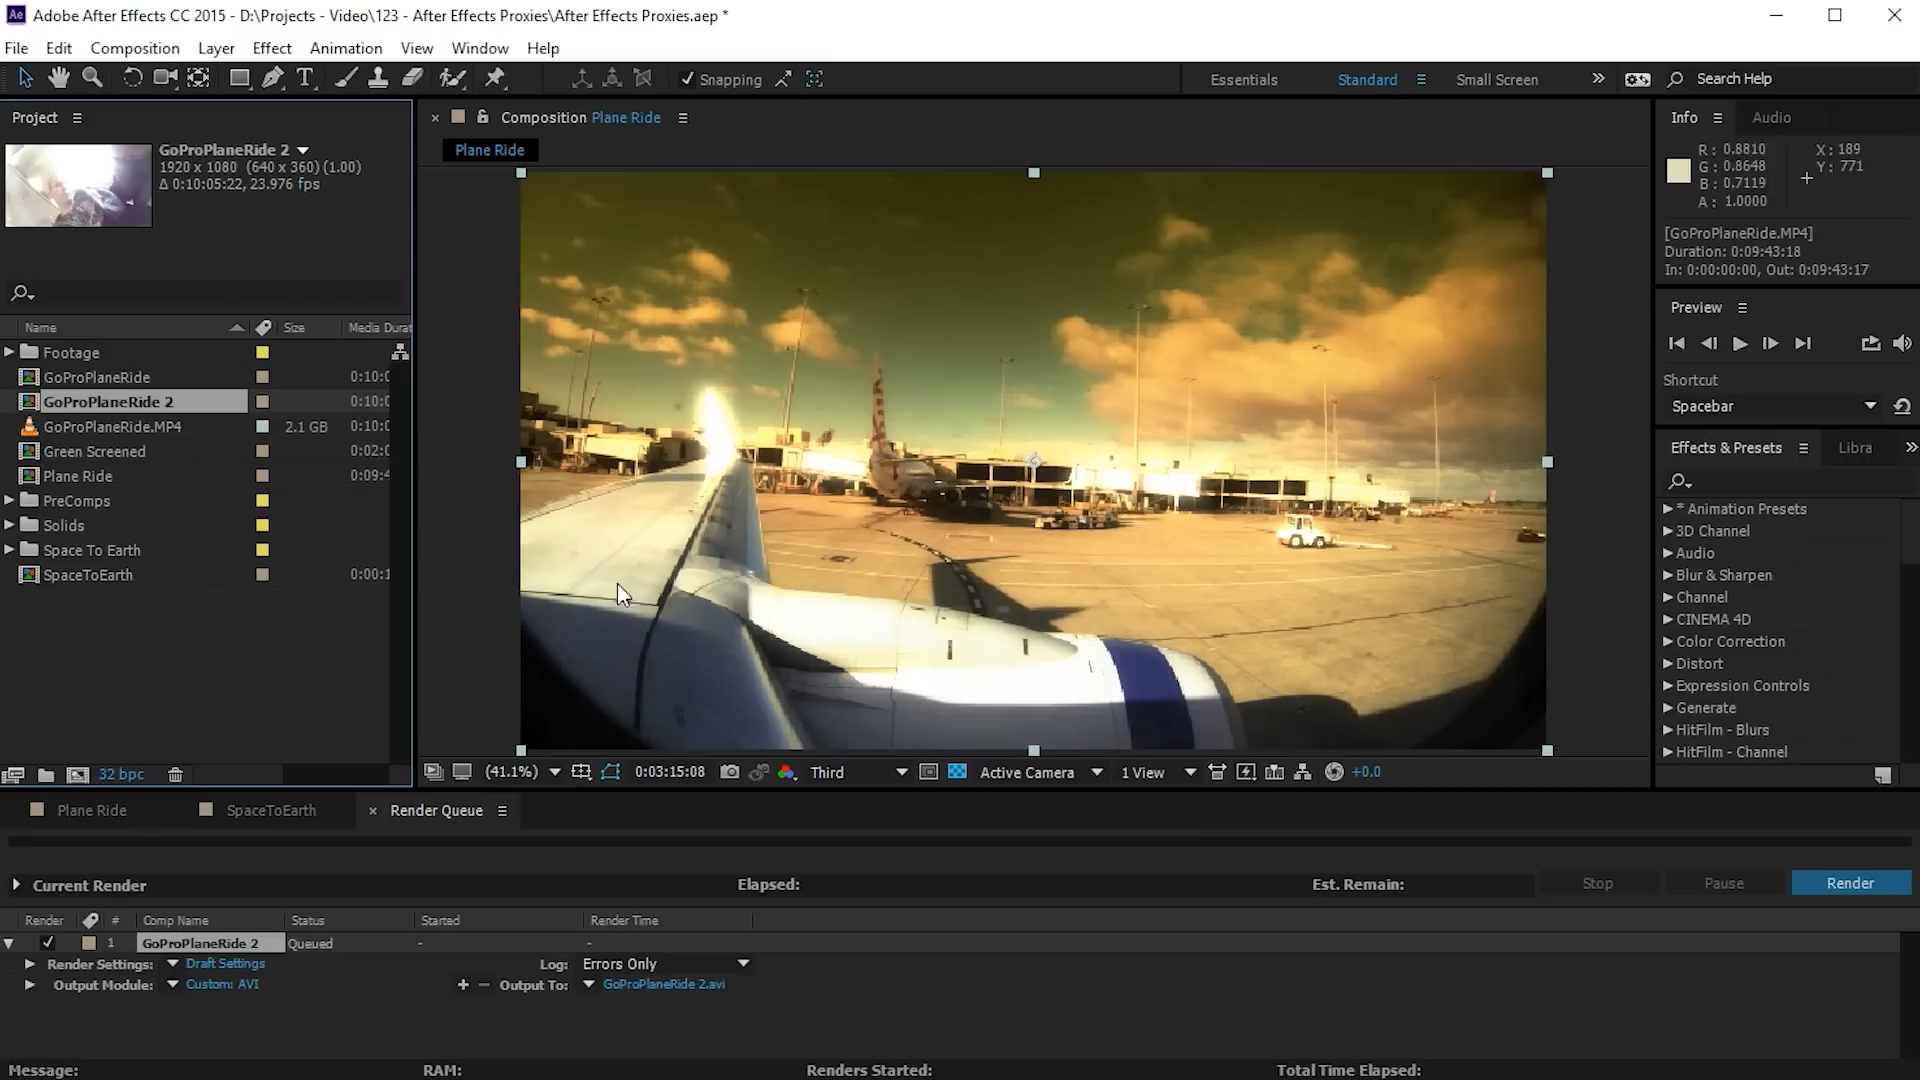 Adobe After Effects CC 2015 - D:\Projects - Video\123 - After Effects Proxies\After Effects Proxies.aep *
File Edit Composition Layer Effect Animation View Window Help
Snapping Essentials Standard Small Screen Search Help
Project
GoProPlaneRide 2
1920 x 1080 (640 x 360) (1.00)
Δ 0:10:05:22, 23.976 fps
Name Size Media Durat
Footage
GoProPlaneRide 0:10:0
GoProPlaneRide 2 0:10:0
GoProPlaneRide.MP4 2.1 GB 0:10:0
Green Screened 0:02:0
Plane Ride 0:09:4
PreComps
Solids
Space To Earth
SpaceToEarth 0:00:1
32 bpc
Composition Plane Ride
Plane Ride
(41.1%) 0:03:15:08 Third Active Camera 1 View +0.0
Info Audio
R: 0.8810 X: 189
G: 0.8648 Y: 771
B: 0.7119
A: 1.0000
[GoProPlaneRide.MP4]
Duration: 0:09:43:18
In: 0:00:00:00, Out: 0:09:43:17
Preview
Shortcut
Spacebar
Effects & Presets Libra
* Animation Presets
3D Channel
Audio
Blur & Sharpen
Channel
CINEMA 4D
Color Correction
Distort
Expression Controls
Generate
HitFilm - Blurs
HitFilm - Channel
Plane Ride SpaceToEarth Render Queue
Current Render Elapsed: Est. Remain: Stop Pause Render
Render # Comp Name Status Started Render Time
1 GoProPlaneRide 2 Queued - -
Render Settings: Draft Settings Log: Errors Only
Output Module: Custom: AVI Output To: GoProPlaneRide 2.avi
Message: RAM: Renders Started: Total Time Elapsed: